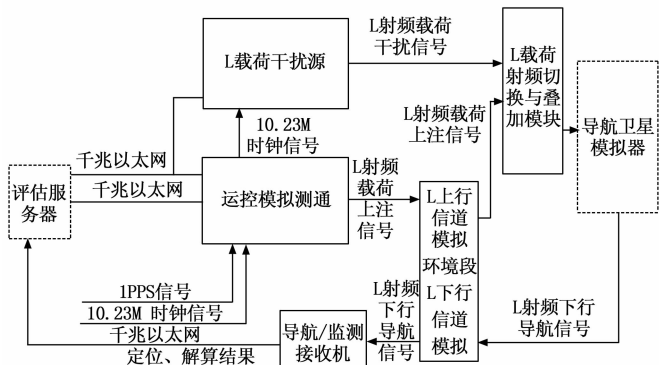 L射频载荷
干扰信号
L载荷干扰源
L载荷
射频切
换与叠
加模块
L射频载荷
上注信号
10.23M
时钟信号
导航卫星
模拟器
千兆以太网
千兆以太网
评估服
务器
运控模拟测通
L射频
载荷
上注
信号
L上行
信道
模拟
环境段
L下行
信道
模拟
1PPS信号
10.23M 时钟信号
千兆以太网
定位、解算结果
导航/监测
接收机
L射频
下行
导航
信号
L射频下行
导航信号